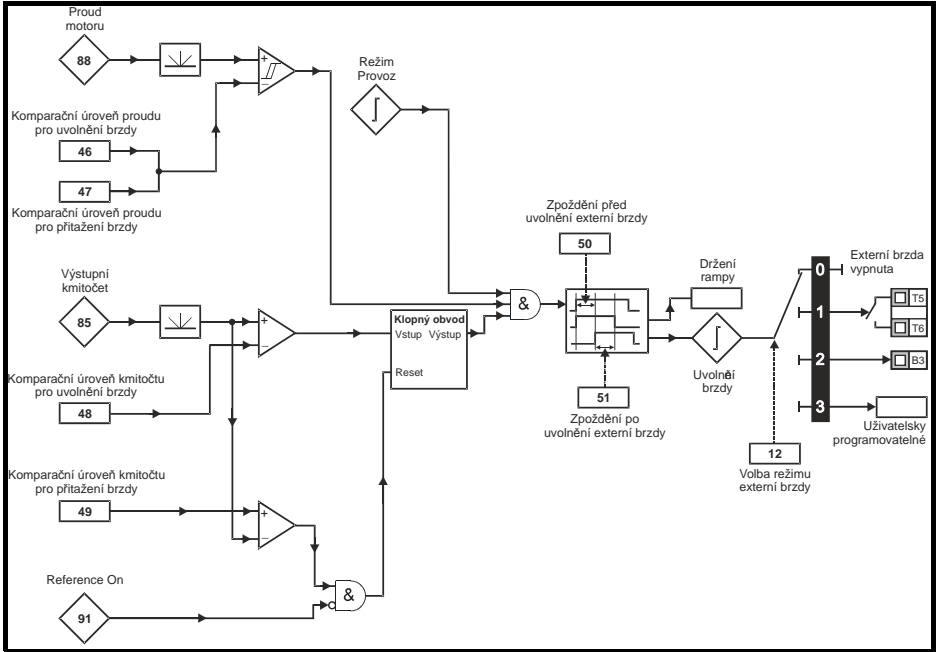 Proud
motoru
88
+
−
Režim
Provoz
Komparační úroveň proudu
pro uvolnění brzdy
46
47
Komparační úroveň proudu
pro přitažení brzdy
Zpoždění před
uvolnění externí brzdy
50
Držení
rampy
Externí brzda
vypnuta
0
T5
1
T6
2
B3
3
Uživatelsky
programovatelné
Výstupní
kmitočet
85
+
−
Klopný obvod
Vstup Výstup
Reset
&
Uvolnění
brzdy
51
Zpoždění po
uvolnění externí brzdy
12
Volba režimu
externí brzdy
Komparační úroveň kmitočtu
pro uvolnění brzdy
48
Komparační úroveň kmitočtu
pro přitažení brzdy
49
+
−
Reference On
91
&